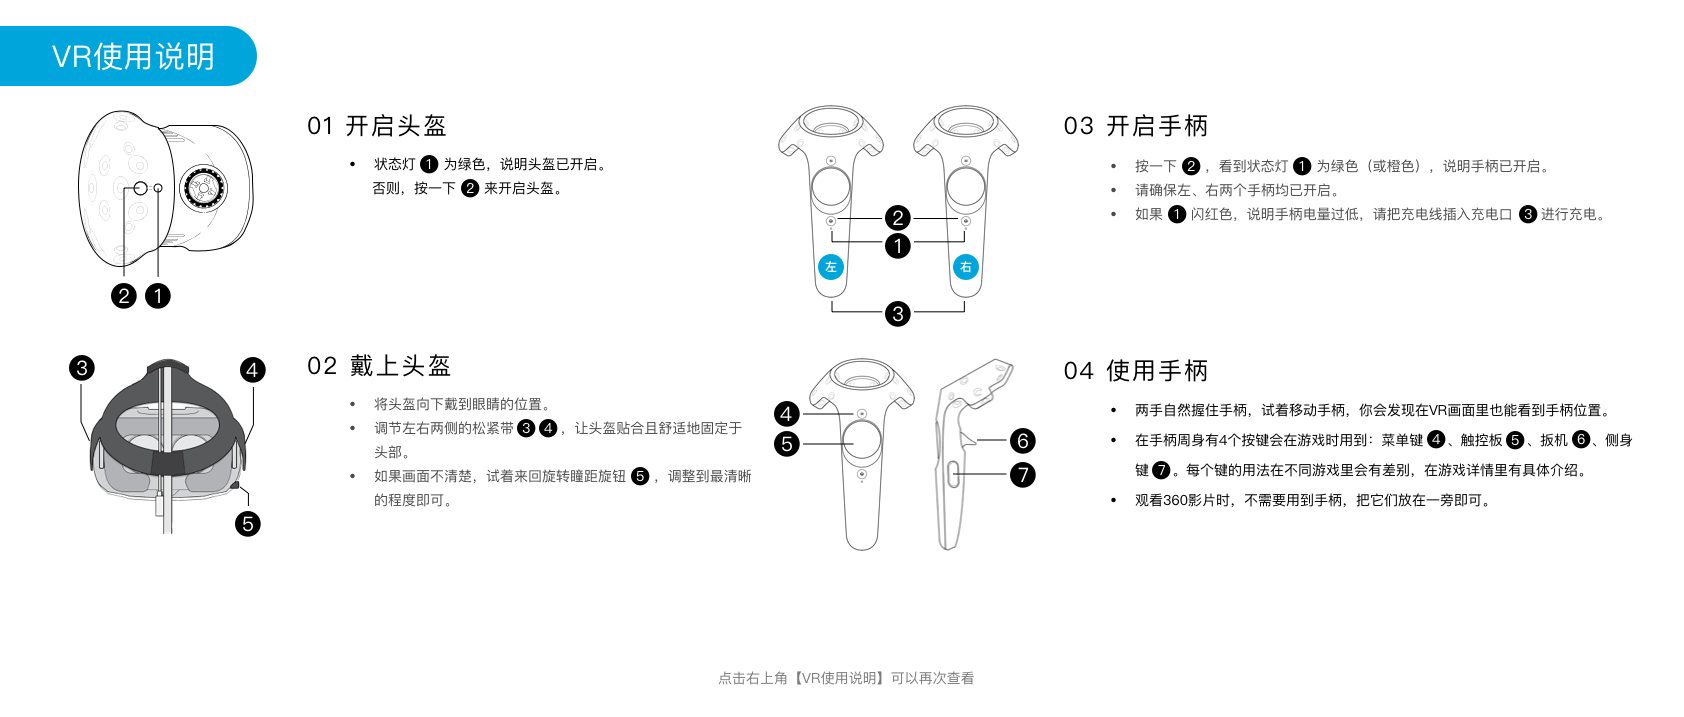 VR使用说明
01 开启头盔
• 状态灯 1 为绿色，说明头盔已开启。
否则，按一下 2 来开启头盔。
2 1
02 戴上头盔
• 将头盔向下戴到眼睛的位置。
• 调节左右两侧的松紧带 3 4 ，让头盔贴合且舒适地固定于
头部。
• 如果画面不清楚，试着来回旋转瞳距旋钮 5 ，调整到最清晰
的程度即可。
3 4
5
03 开启手柄
• 按一下 2 ，看到状态灯 1 为绿色（或橙色），说明手柄已开启。
• 请确保左、右两个手柄均已开启。
• 如果 1 闪红色，说明手柄电量过低，请把充电线插入充电口 3 进行充电。
2
1
左 右
3
04 使用手柄
• 两手自然握住手柄，试着移动手柄，你会发现在VR画面里也能看到手柄位置。
• 在手柄周身有4个按键会在游戏时用到：菜单键 4 、触控板 5 、扳机 6 、侧身
键 7 。每个键的用法在不同游戏里会有差别，在游戏详情里有具体介绍。
• 观看360影片时，不需要用到手柄，把它们放在一旁即可。
4
5
6
7
点击右上角【VR使用说明】可以再次查看